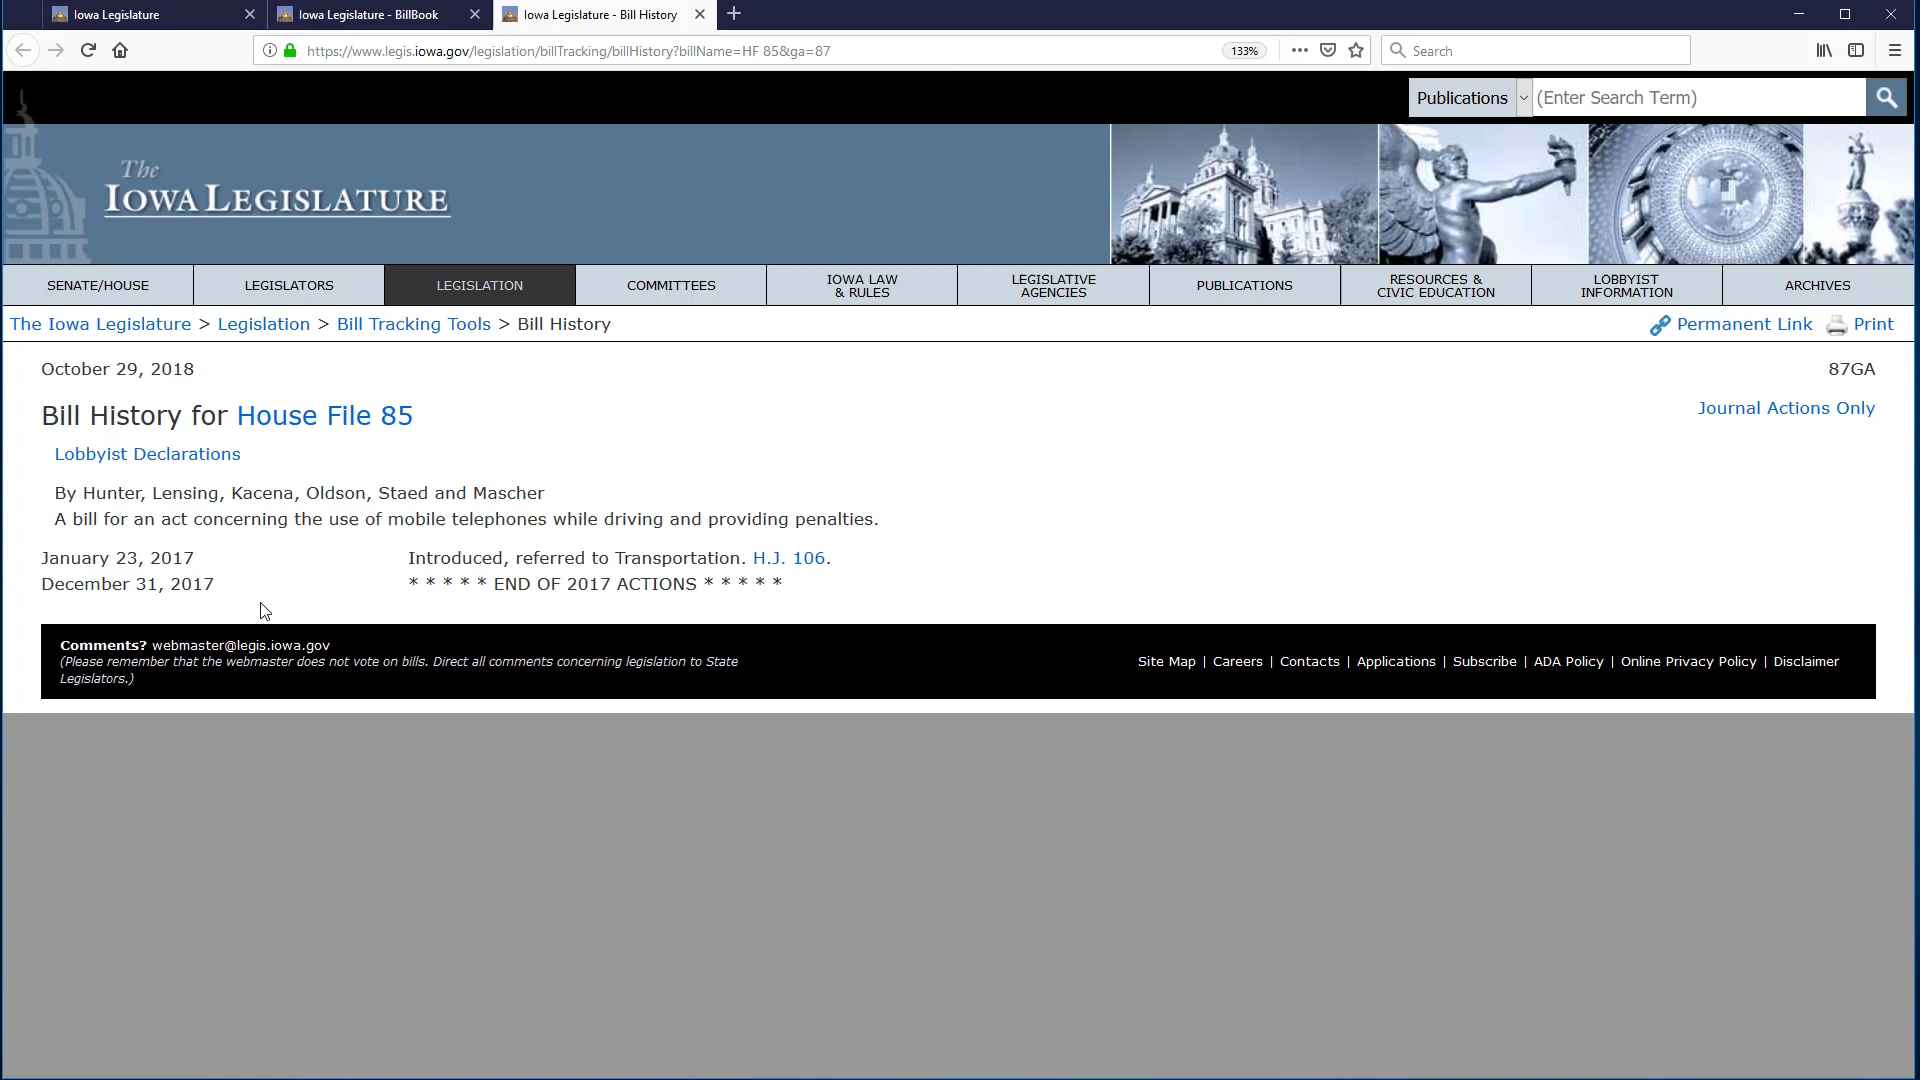 Iowa Legislature
Iowa Legislature - BillBook
Iowa Legislature - Bill History
https://www.legis.iowa.gov/legislation/billTracking/billHistory?billName=HF 85&ga=87
133%
Search
Publications
(Enter Search Term)
The
IOWA LEGISLATURE
SENATE/HOUSE
LEGISLATORS
LEGISLATION
COMMITTEES
IOWA LAW
& RULES
LEGISLATIVE
AGENCIES
PUBLICATIONS
RESOURCES &
CIVIC EDUCATION
LOBBYIST
INFORMATION
ARCHIVES
The Iowa Legislature > Legislation > Bill Tracking Tools > Bill History
Permanent Link
Print
October 29, 2018
87GA
Bill History for House File 85
Journal Actions Only
Lobbyist Declarations
By Hunter, Lensing, Kacena, Oldson, Staed and Mascher
A bill for an act concerning the use of mobile telephones while driving and providing penalties.
January 23, 2017 Introduced, referred to Transportation. H.J. 106.
December 31, 2017 * * * * * END OF 2017 ACTIONS * * * * *
Comments? webmaster@legis.iowa.gov
(Please remember that the webmaster does not vote on bills. Direct all comments concerning legislation to State
Legislators.)
Site Map | Careers | Contacts | Applications | Subscribe | ADA Policy | Online Privacy Policy | Disclaimer